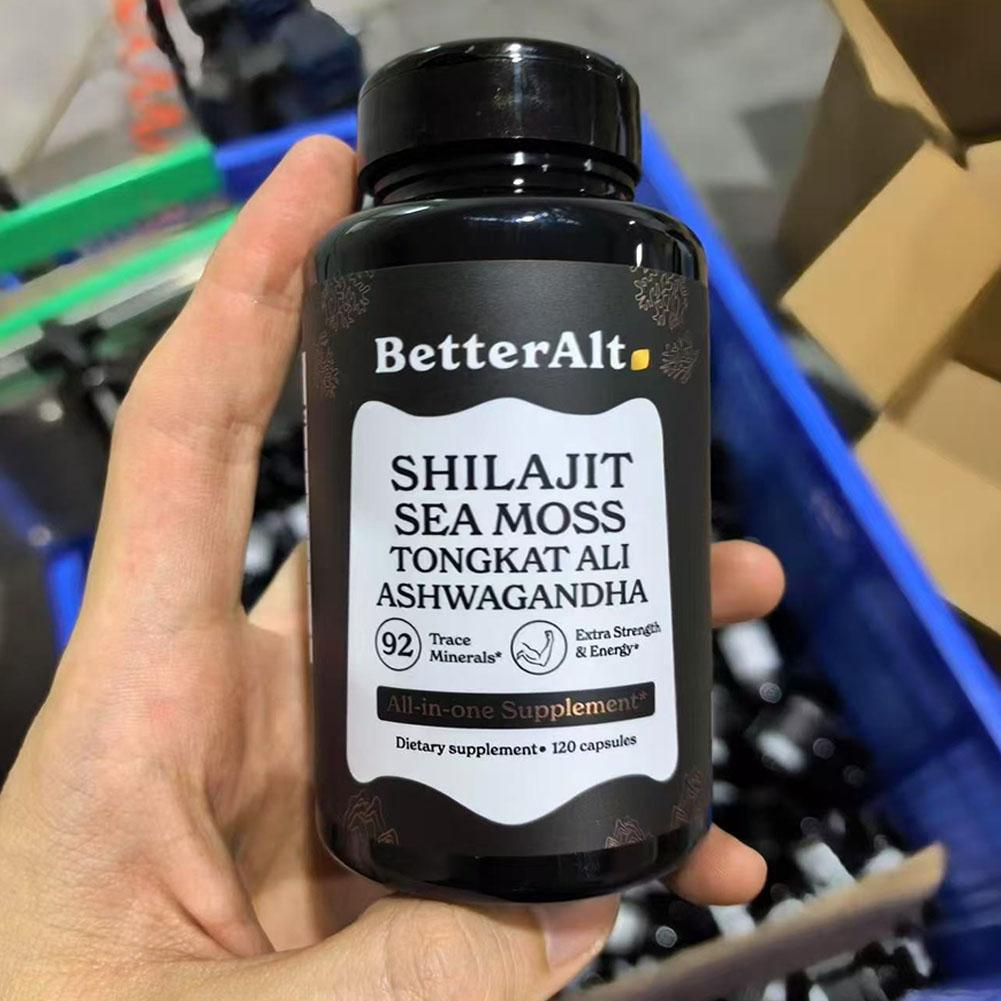 BetterAlt
SHILAJIT
SEA MOSS
TONGKAT ALI
ASHWAGANDHA
92
Trace
Minerals*
Extra Strength
& Energy*
All-in-one Supplement*
Dietary supplement • 120 capsules